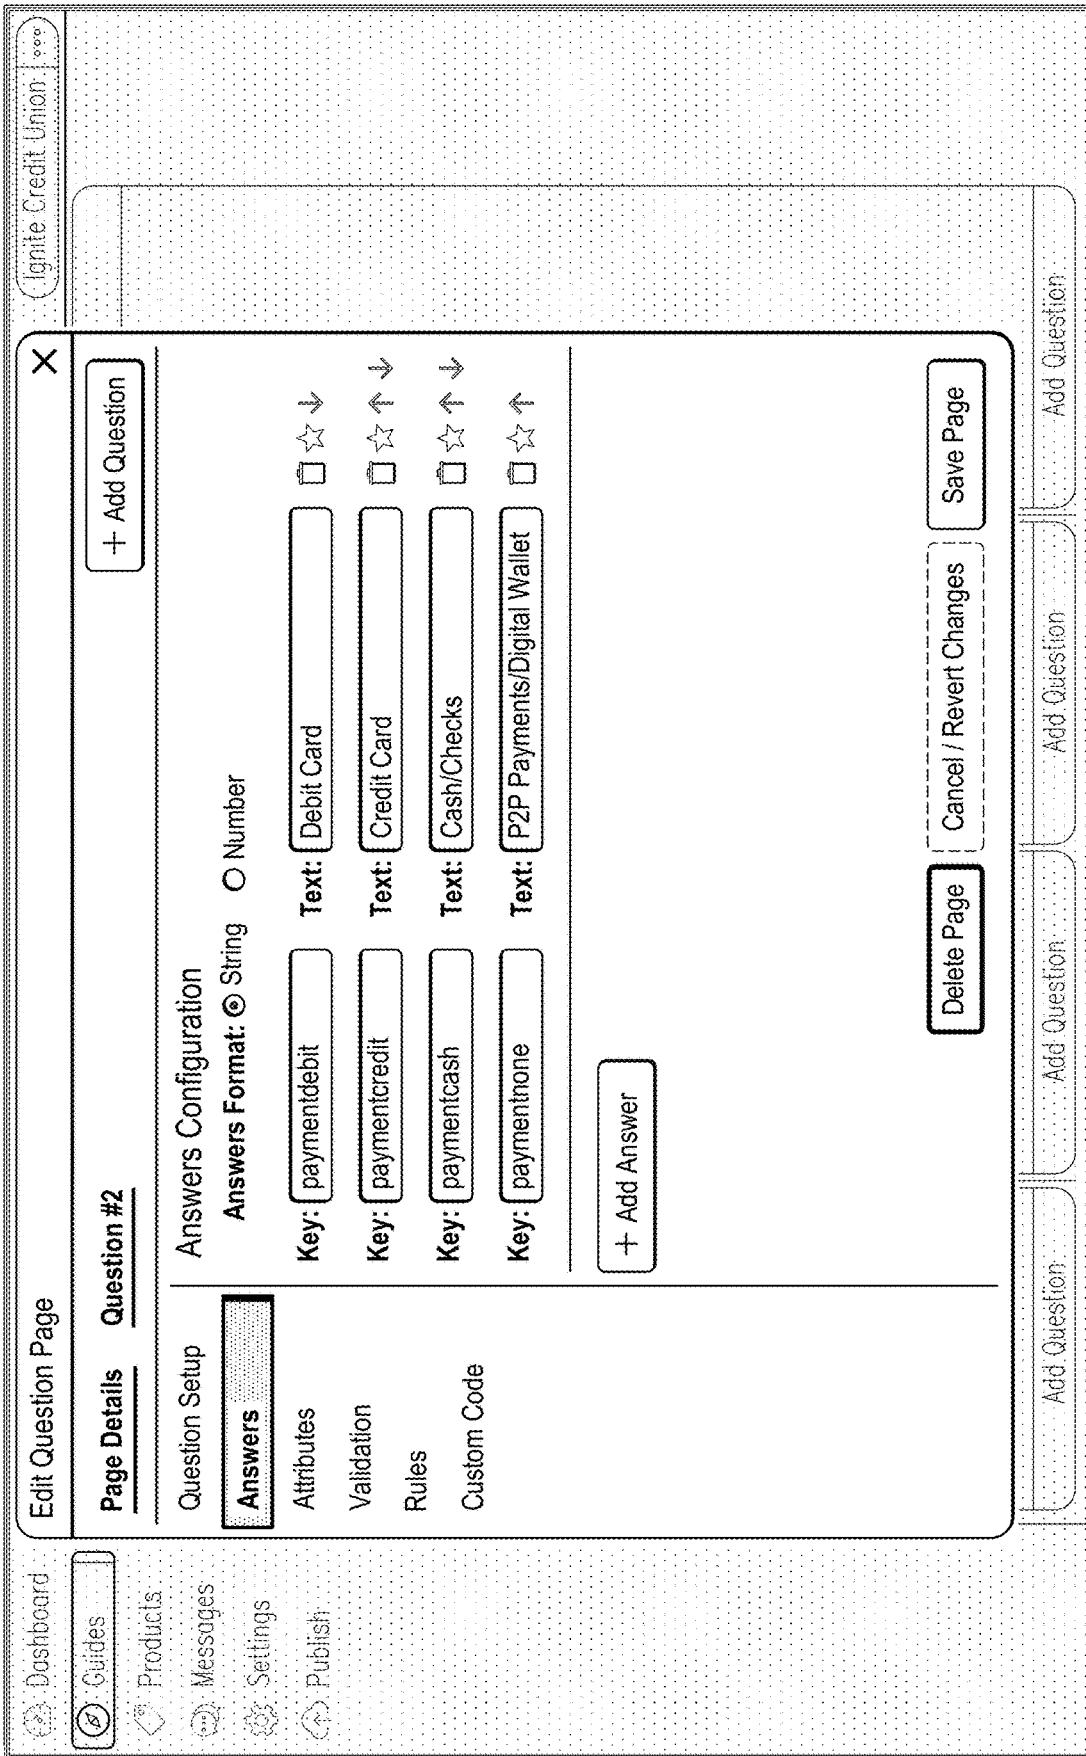 Ignite Credit Union
Dashboard
Guides
Products
Messages
Settings
Publish
Edit Question Page
X
Page Details Question #2
+ Add Question
Question Setup
Answers
Attributes
Validation
Rules
Custom Code
Answers Configuration
Answers Format: String Number
Key: paymentdebit Text: Debit Card
Key: paymentcredit Text: Credit Card
Key: paymentcash Text: Cash/Checks
Key: paymentnone Text: P2P Payments/Digital Wallet
+ Add Answer
Delete Page Cancel / Revert Changes Save Page
Add Question Add Question Add Question Add Question